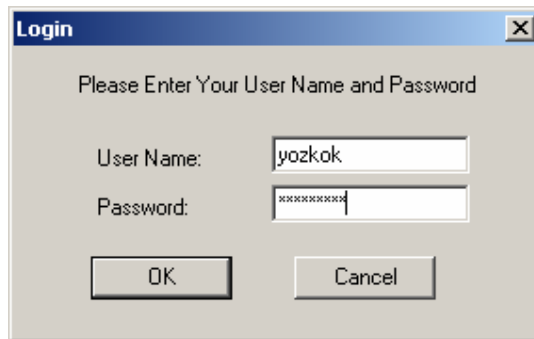 Login
Please Enter Your User Name and Password
User Name: yozkok
Password: *********
OK Cancel